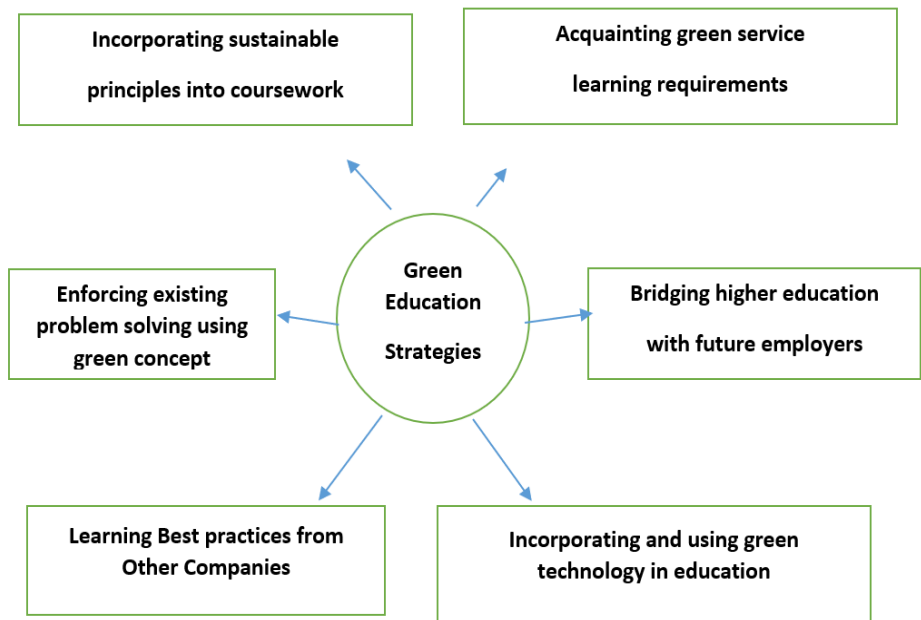 Incorporating sustainable
principles into coursework
Acquainting green service
learning requirements
Green
Education
Strategies
Enforcing existing
problem solving using
green concept
Bridging higher education
with future employers
Learning Best practices from
Other Companies
Incorporating and using green
technology in education